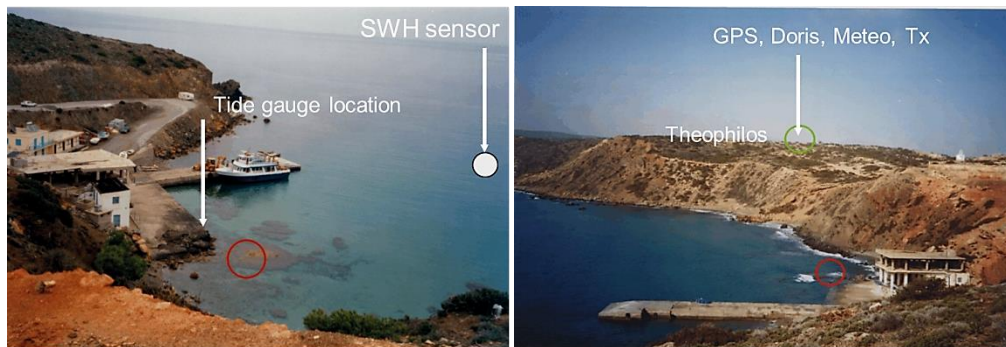 SWH sensor
Tide gauge location
GPS, Doris, Meteo, Tx
Theophilos